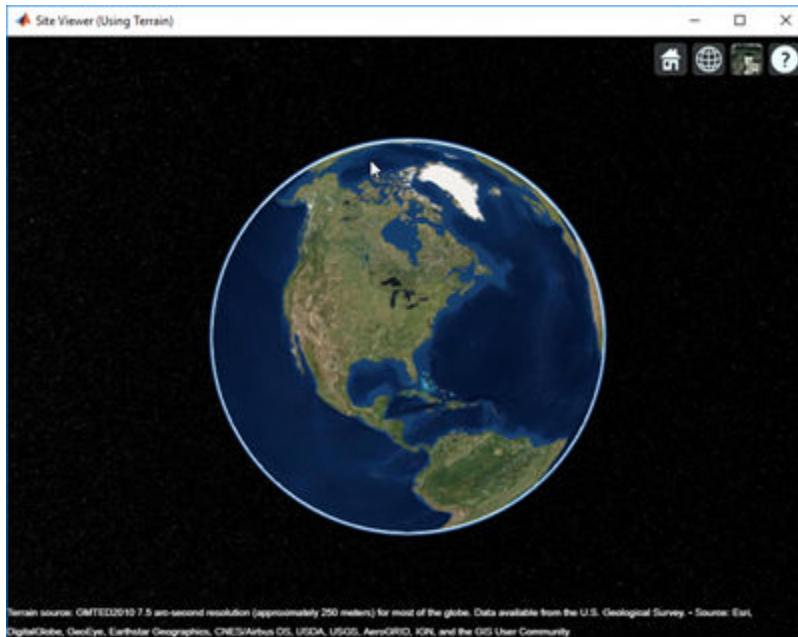 Site Viewer (Using Terrain)
?
Terrain source: GMTED2010 7.5 arc-second resolution (approximately 250 meters) for most of the globe. Data available from the U.S. Geological Survey. • Source: Esri,
DigitalGlobe, GeoEye, Earthstar Geographics, CNES/Airbus DS, USDA, USGS, AeroGRID, IGN, and the GIS User Community